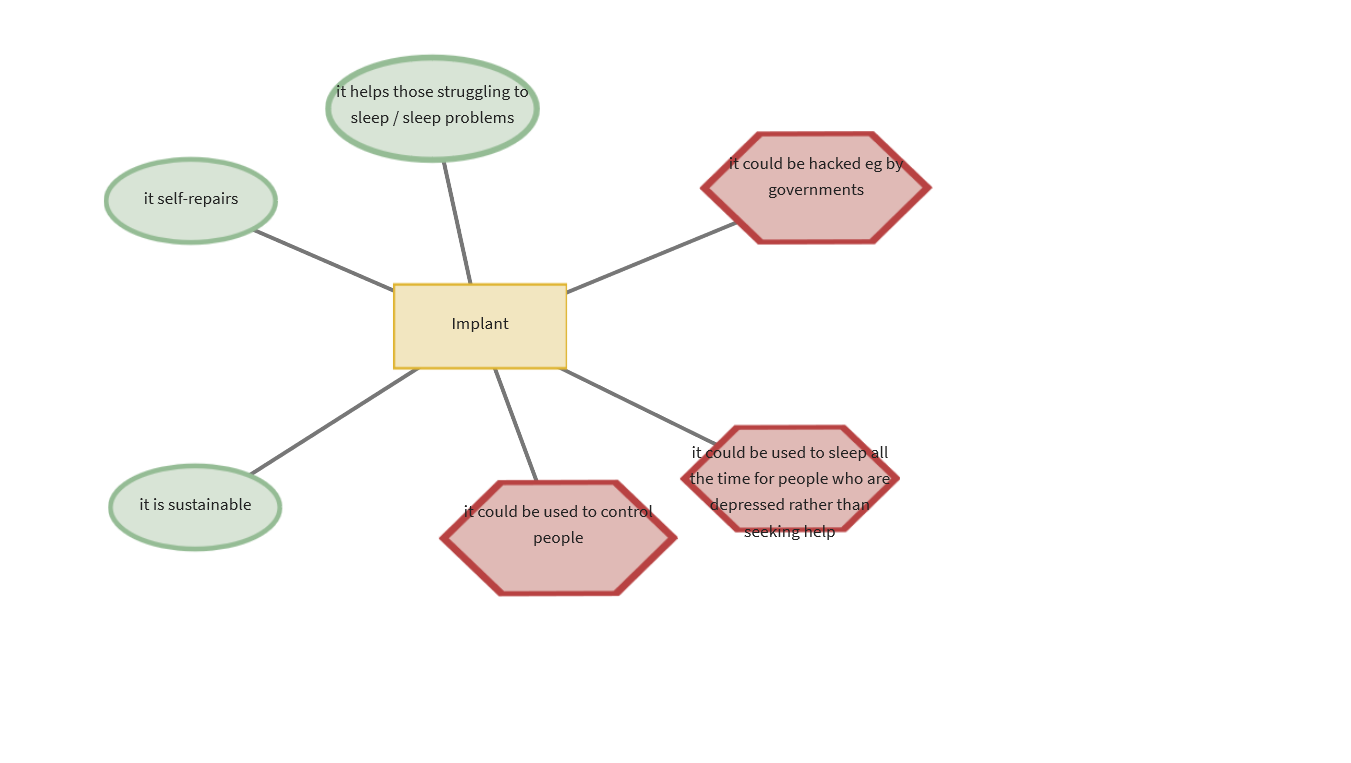 it helps those struggling to
sleep / sleep problems
it could be hacked eg by
governments
it self-repairs
Implant
it could be used to sleep all
the time for people who are
depressed rather than
seeking help
it is sustainable
it could be used to control
people